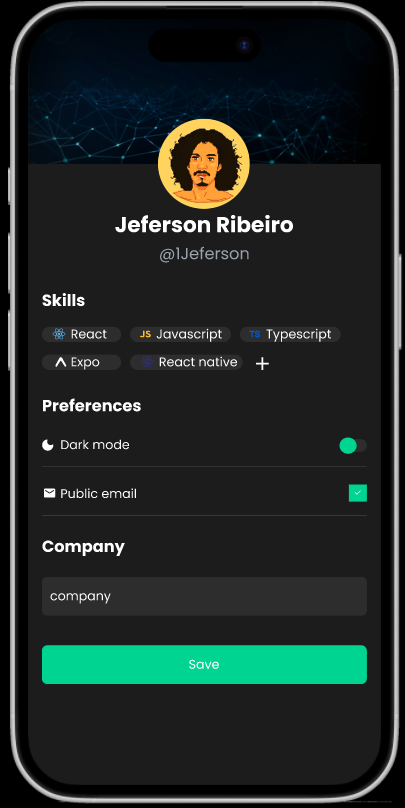 Jeferson Ribeiro
@1Jeferson
Skills
React JS Javascript TS Typescript
Expo React native +
Preferences
Dark mode
Public email
Company
company
Save